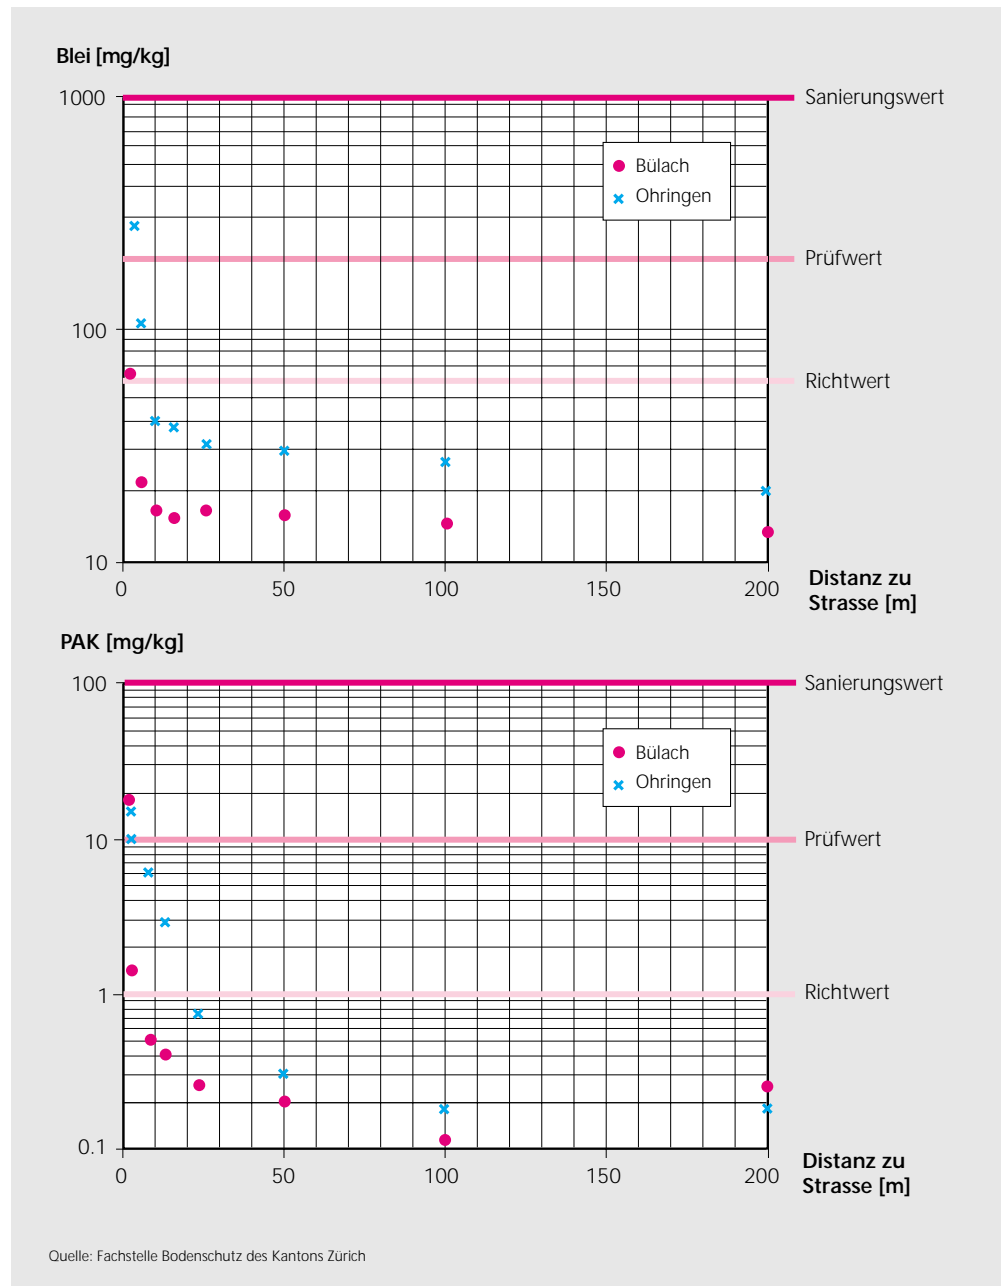 Blei [mg/kg]
1000
Sanierungswert
Bülach
Ohringen
Prüfwert
100
Richtwert
10
0
50
100
150
200
Distanz zu
Strasse [m]
PAK [mg/kg]
100
Sanierungswert
Bülach
Ohringen
10
Prüfwert
1
Richtwert
0.1
0
50
100
150
200
Distanz zu
Strasse [m]
Quelle: Fachstelle Bodenschutz des Kantons Zürich